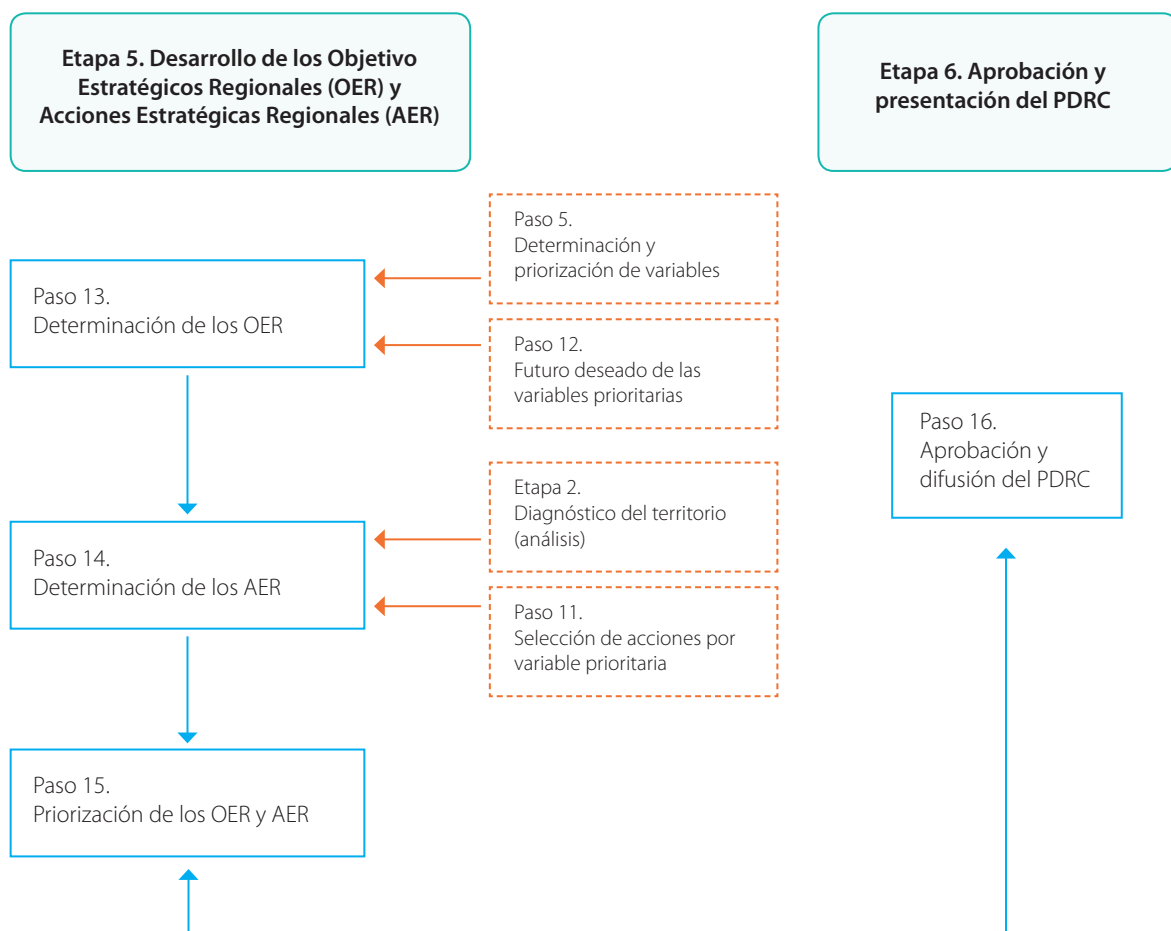 Etapa 5. Desarrollo de los Objetivo
Estratégicos Regionales (OER) y
Acciones Estratégicas Regionales (AER)
Etapa 6. Aprobación y
presentación del PDRC
Paso 13.
Determinación de los OER
Paso 5.
Determinación y
priorización de variables
Paso 12.
Futuro deseado de las
variables prioritarias
Paso 14.
Determinación de los AER
Etapa 2.
Diagnóstico del territorio
(análisis)
Paso 11.
Selección de acciones por
variable prioritaria
Paso 15.
Priorización de los OER y AER
Paso 16.
Aprobación y
difusión del PDRC